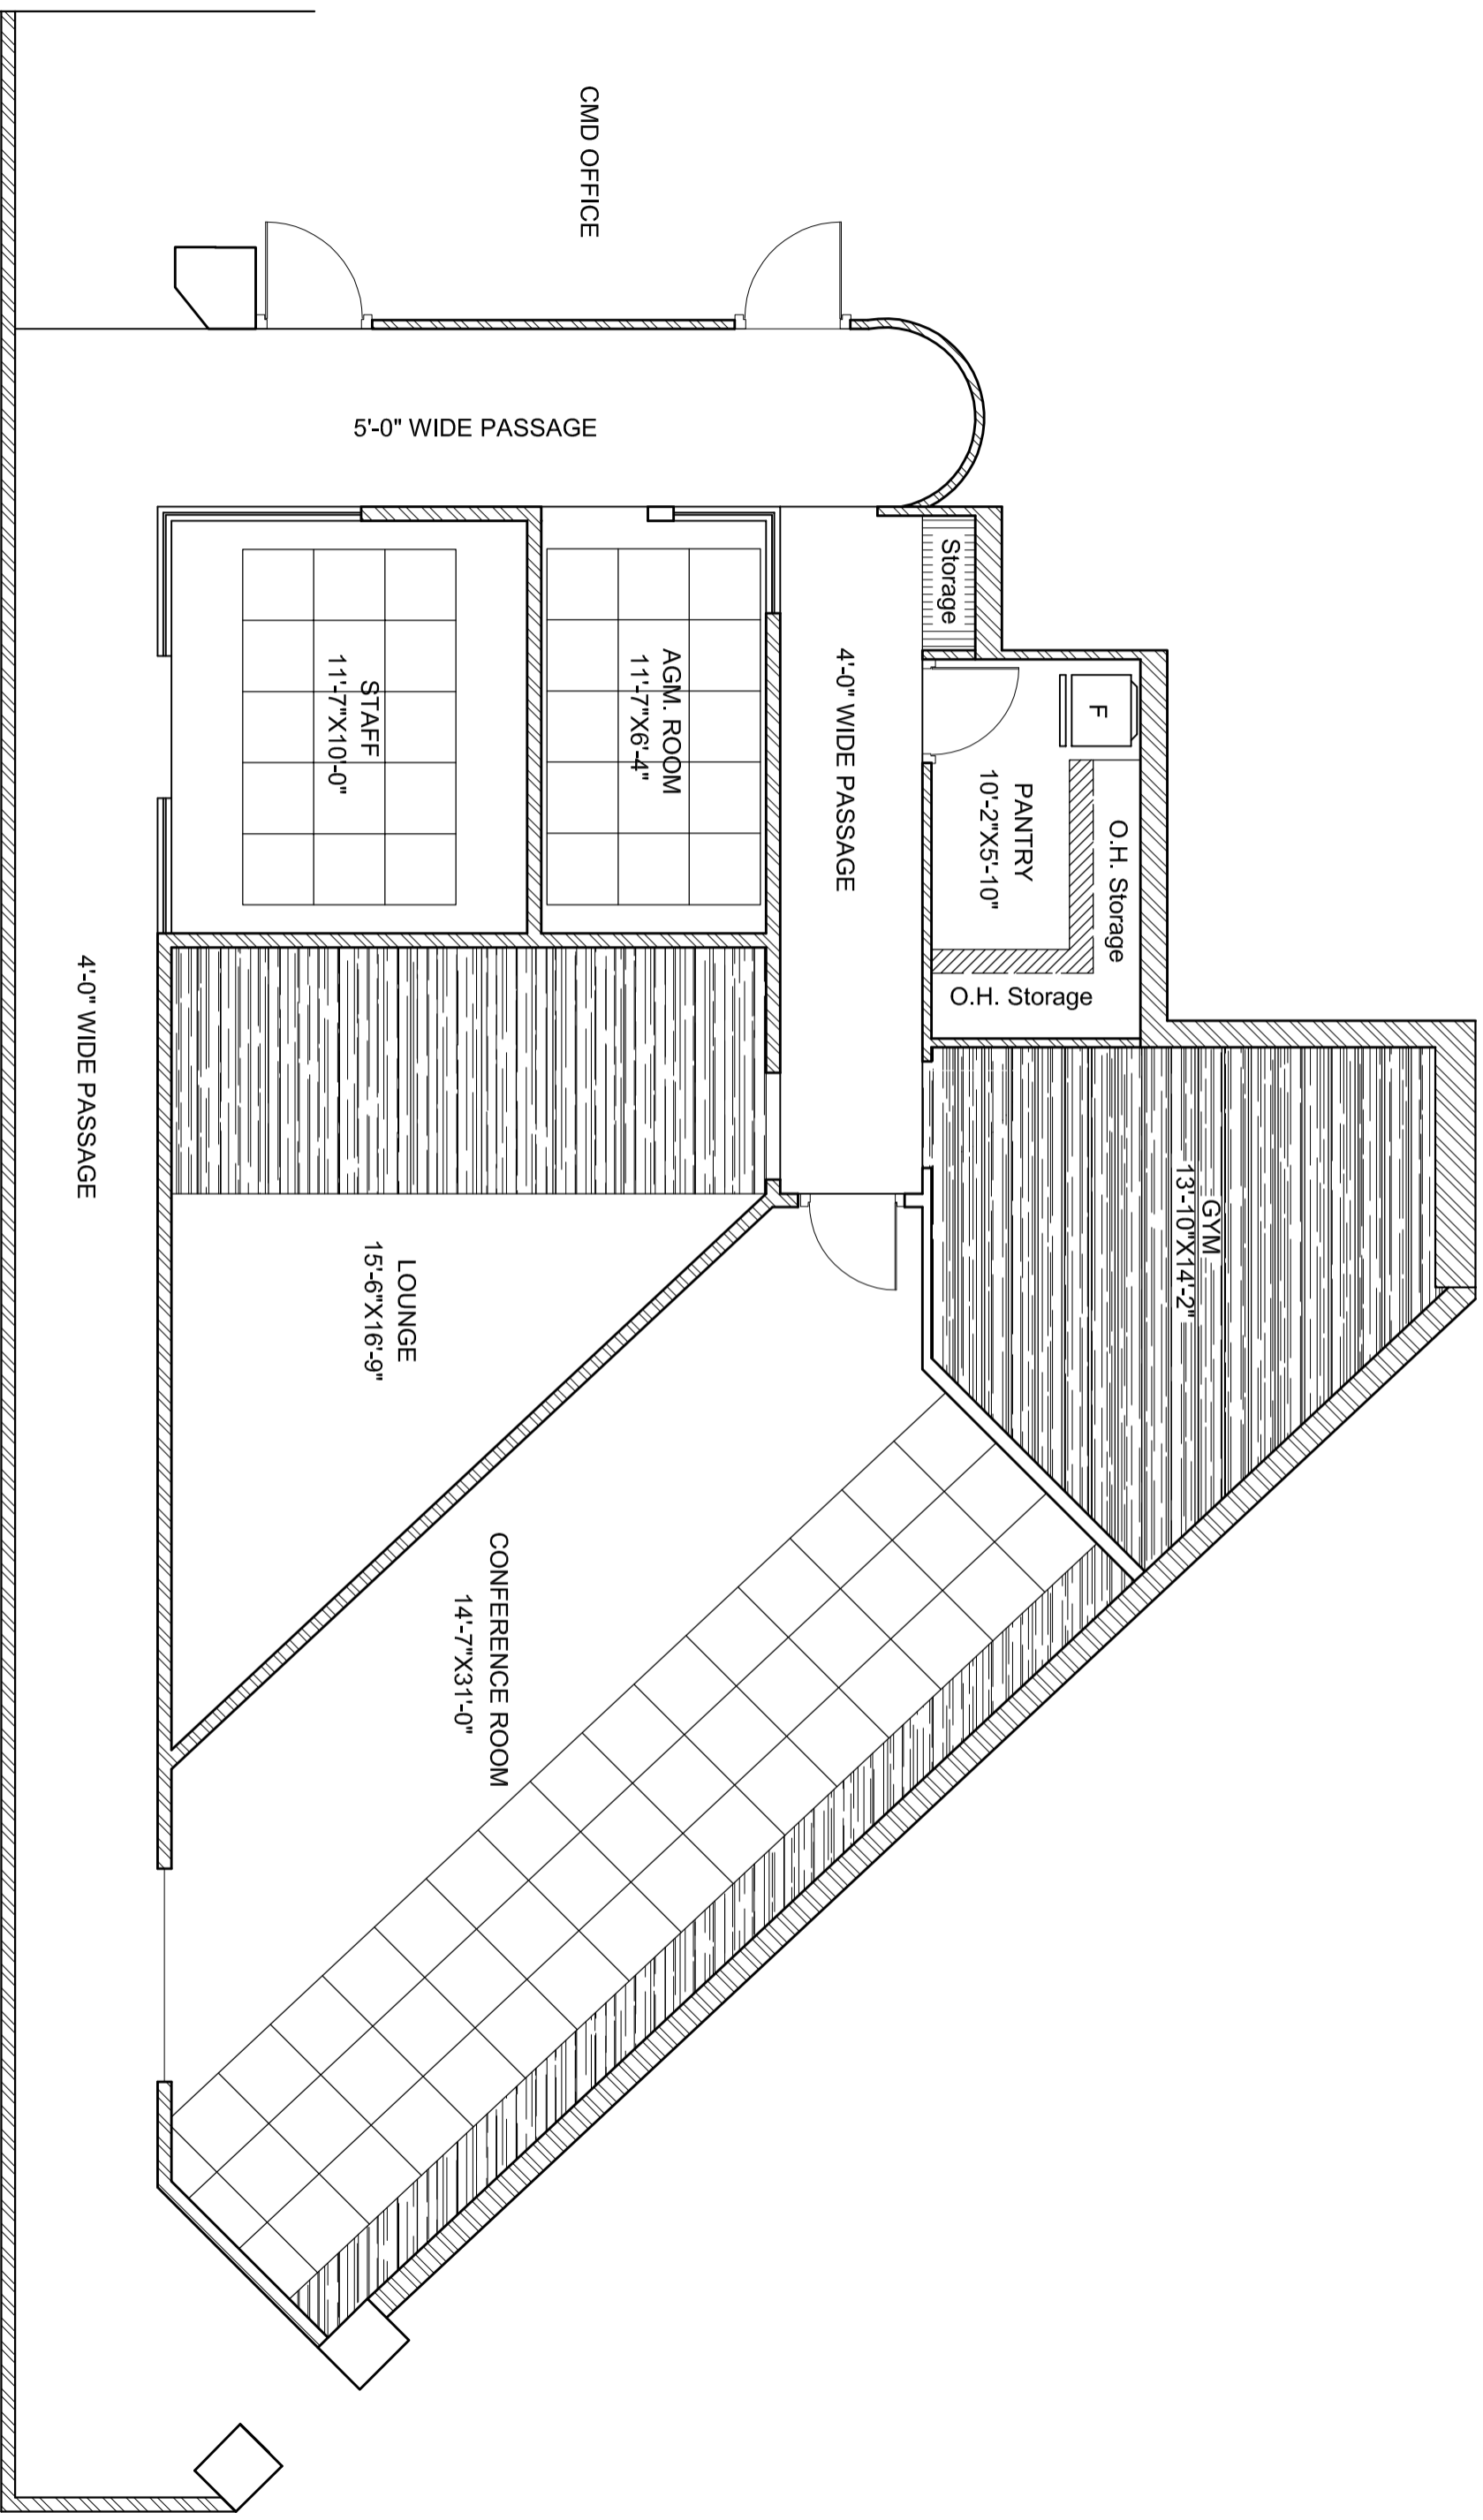 CMD OFFICE
5'-0" WIDE PASSAGE
Storage
4'-0" WIDE PASSAGE
F
AGM. ROOM
11'-7"X6'-4"
STAFF
11'-7"X10'-0"
PANTRY
10'-2"X5'-10"
O.H. Storage
O.H. Storage
4'-0" WIDE PASSAGE
GYM
13'-10"X14'-2"
LOUNGE
15'-6"X16'-9"
CONFERENCE ROOM
14'-7"X31'-0"